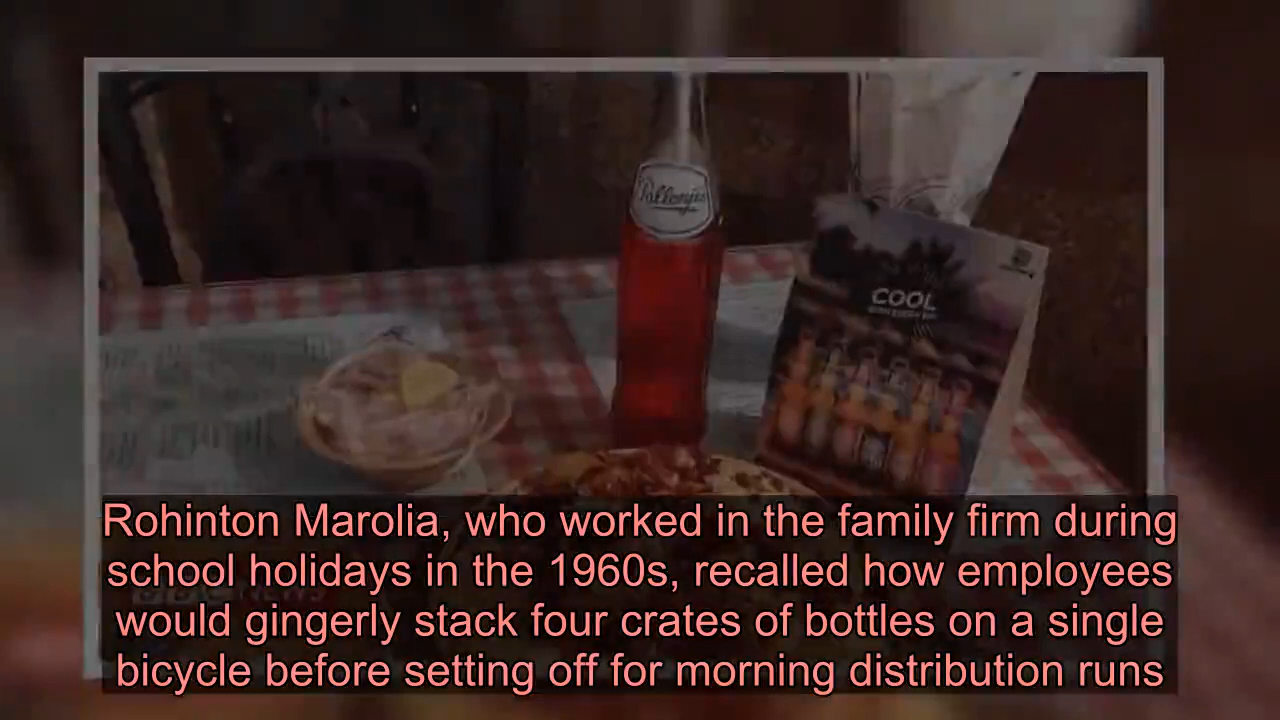 Pallonjis
COOL
Rohinton Marolia, who worked in the family firm during
school holidays in the 1960s, recalled how employees
would gingerly stack four crates of bottles on a single
bicycle before setting off for morning distribution runs